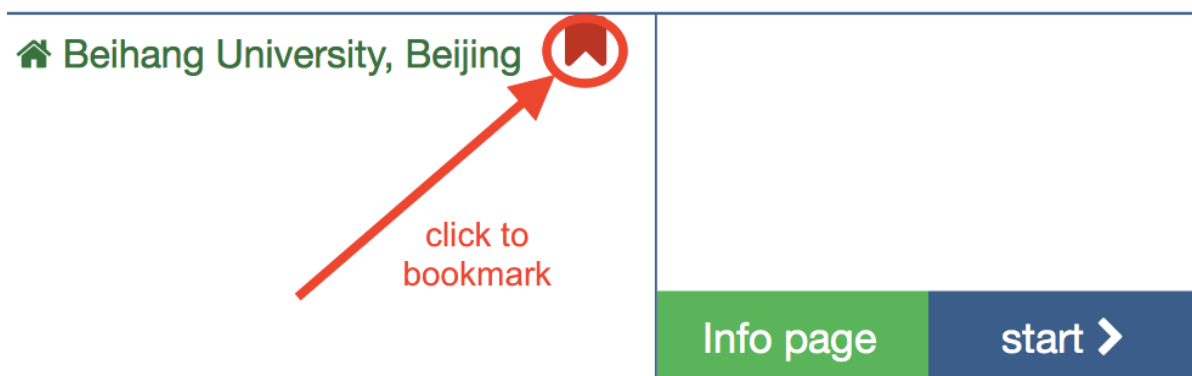 Beihang University, Beijing
click to
bookmark
Info page
start